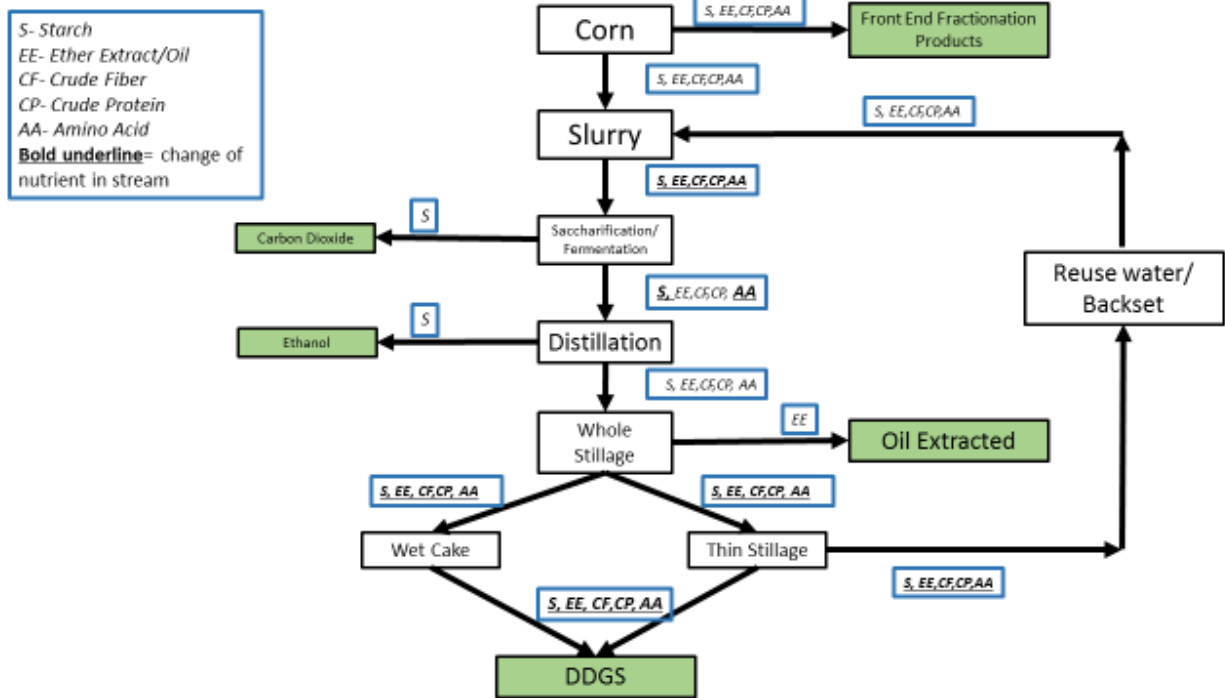 S- Starch
EE- Ether Extract/Oil
CF- Crude Fiber
CP- Crude Protein
AA- Amino Acid
Bold underline= change of
nutrient in stream
Corn
S, EE,CF,CP,AA
Front End Fractionation
Products
S, EE,CF,CP,AA
Slurry
S, EE,CF,CP,AA
S, EE,CF,CP,AA
Carbon Dioxide
S
Saccharification/
Fermentation
Reuse water/
Backset
S, EE,CF,CP, AA
Ethanol
S
Distillation
S, EE,CF,CP, AA
Whole
Stillage
EE
Oil Extracted
S, EE, CF,CP, AA
S, EE, CF,CP, AA
Wet Cake
Thin Stillage
S, EE,CF,CP,AA
S, EE, CF,CP, AA
DDGS